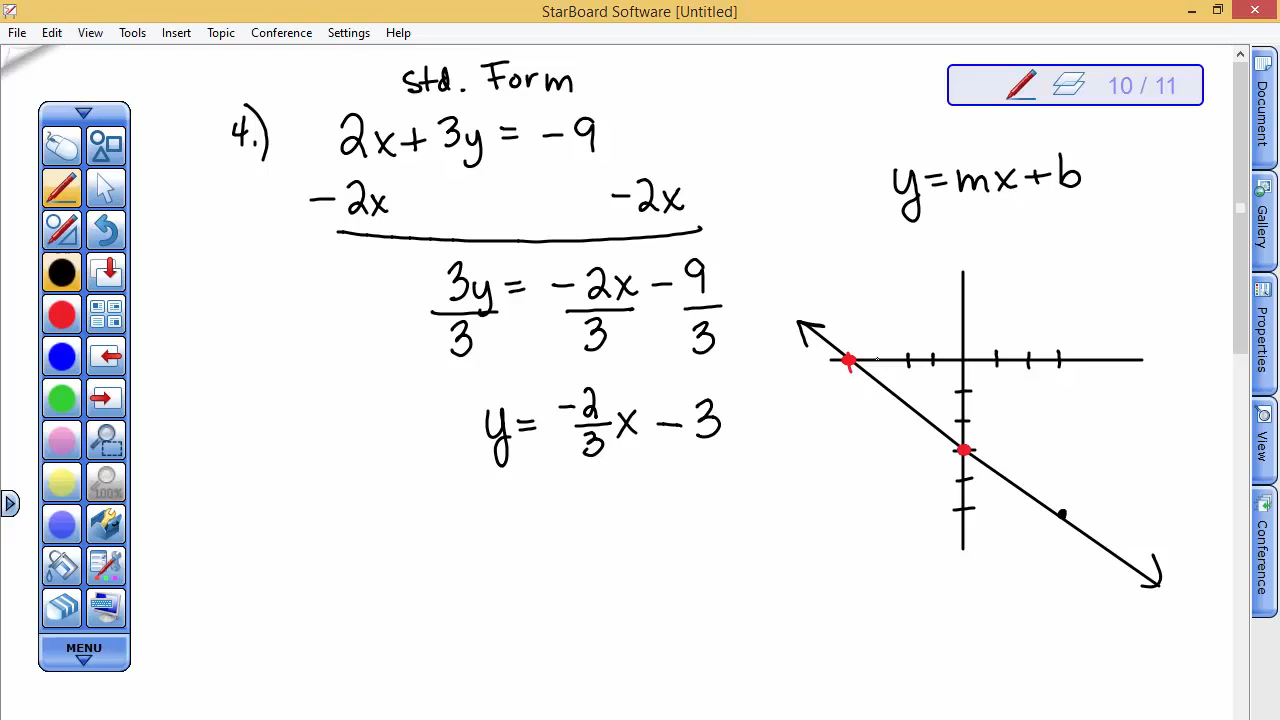 StarBoard Software [Untitled]
File Edit View Tools Insert Topic Conference Settings Help
std. Form
10 / 11
4.) 2x+3y = -9
y=mx+b
-2x -2x
3y = -2x - 9
3 3 3
y = -2/3 x - 3
100%
MENU
Document
Gallery
Properties
View
Conference